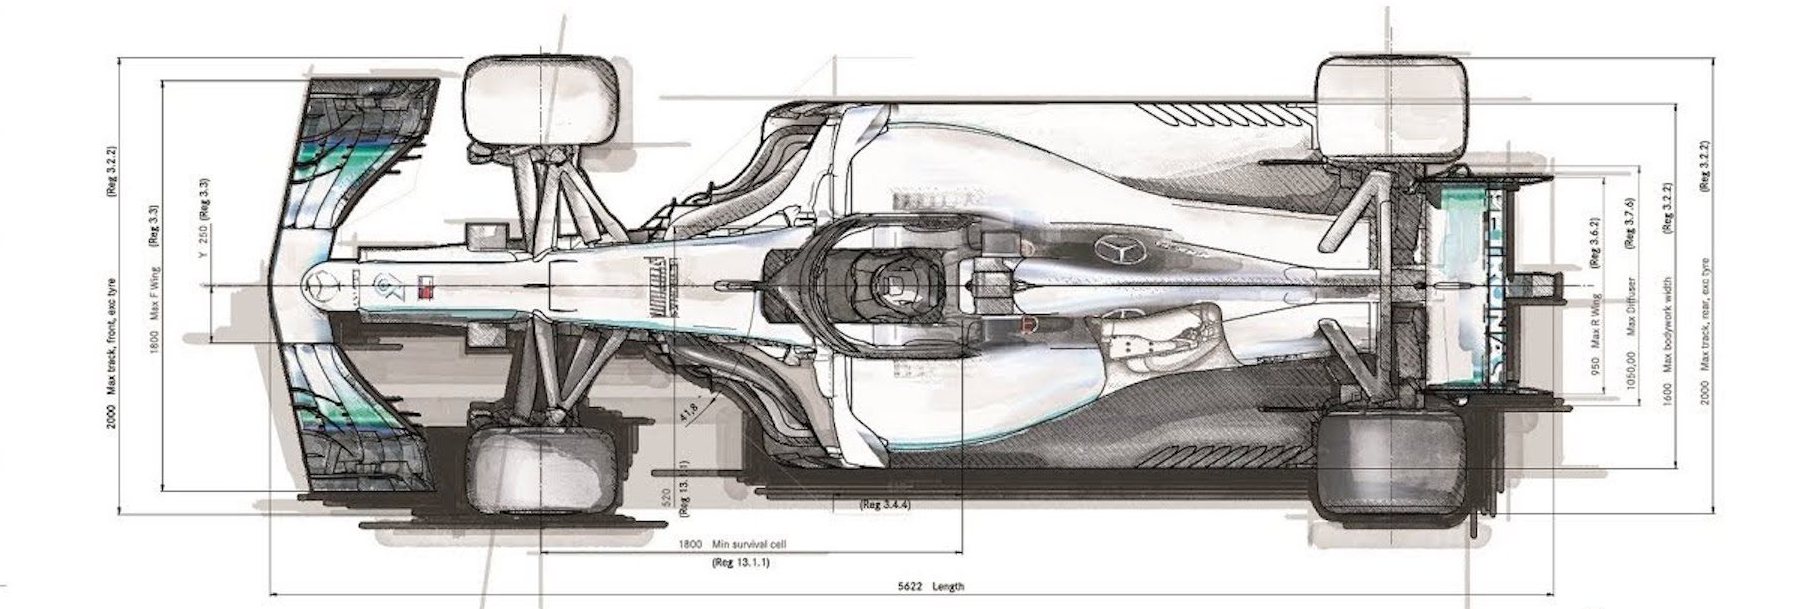 2000 Max track, front, exc tyre (Reg 3.2.2)
1800 Max F Wing (Reg 3.3)
Y 250 (Reg 3.3)
41,8
520
(Reg 13.1.1)
(Reg 3.4.4)
1800 Min survival cell
(Reg 13.1.1)
5622 Length
950 Max R Wing (Reg 3.6.2)
1050,00 Max Diffuser (Reg 3.7.6)
1600 Max bodywork width (Reg 3.2.2)
2000 Max track, rear, exc tyre (Reg 3.2.2)